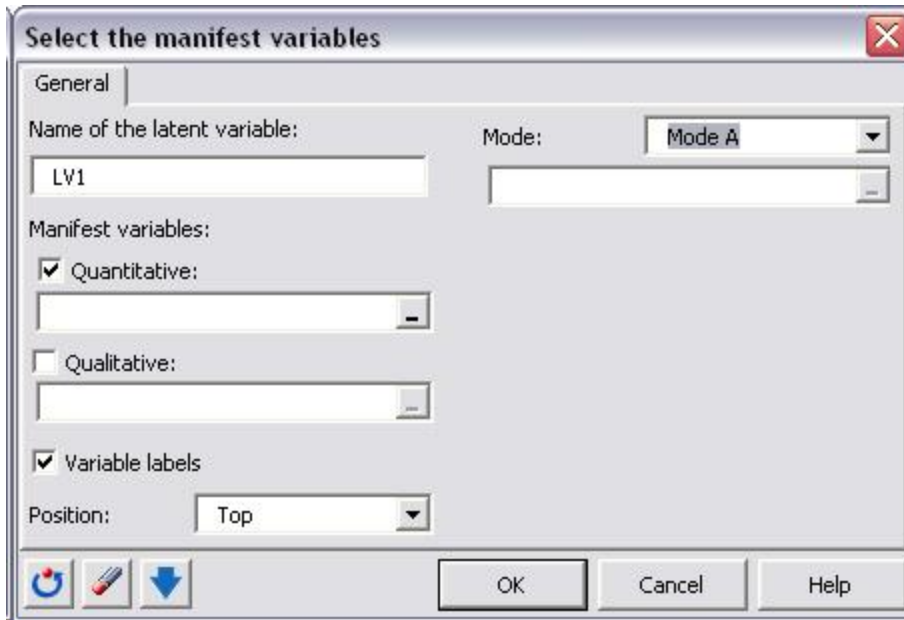 Select the manifest variables
General
Name of the latent variable:
LV1
Mode: Mode A
Manifest variables:
Quantitative:
Qualitative:
Variable labels
Position: Top
OK Cancel Help